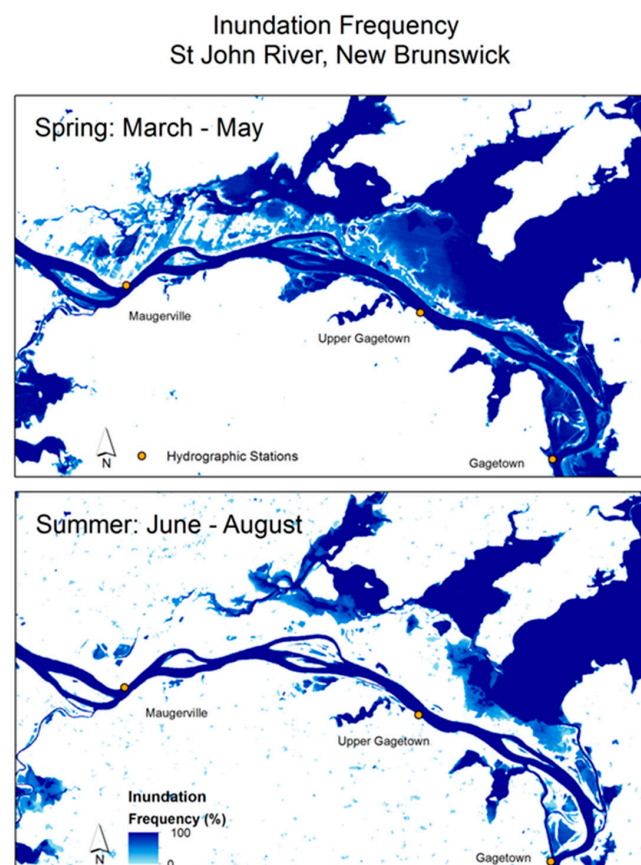 Inundation Frequency
St John River, New Brunswick
Spring: March - May
Maugerville
Upper Gagetown
N
Hydrographic Stations
Gagetown
Summer: June - August
Maugerville
Upper Gagetown
Inundation
Frequency (%)
100
0
N
Gagetown